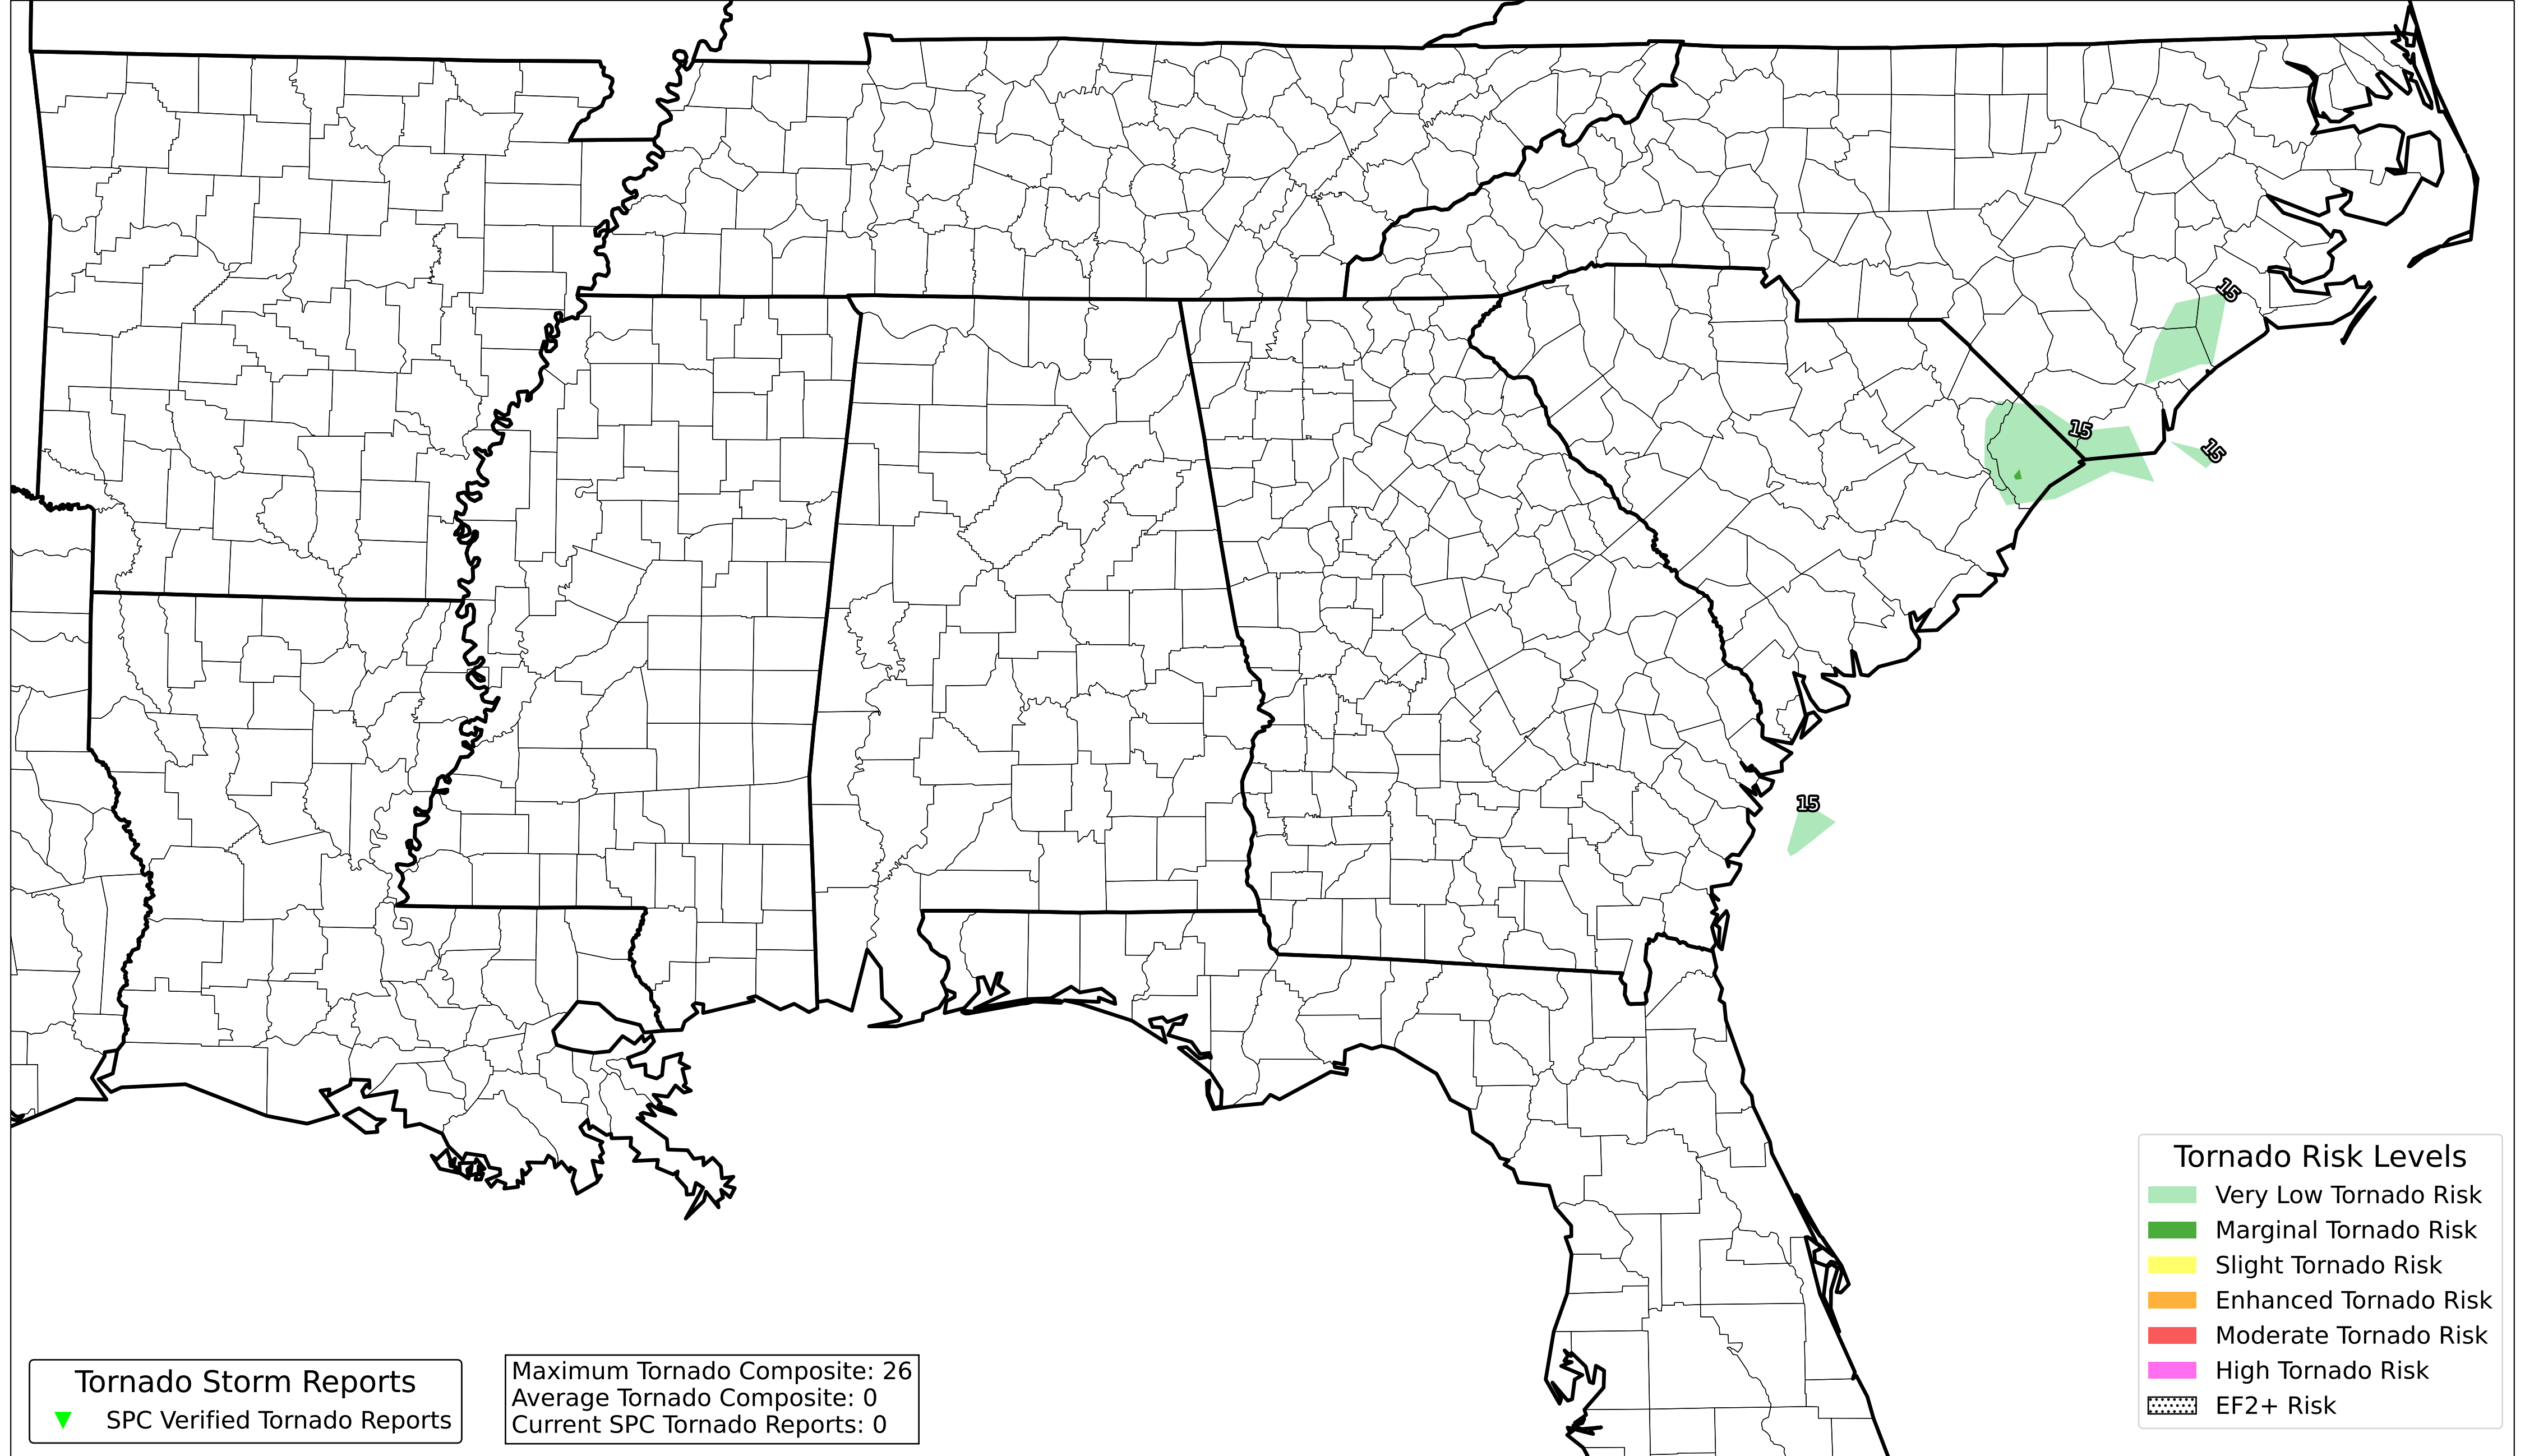 15
15
15
15
Tornado Risk Levels
Very Low Tornado Risk
Marginal Tornado Risk
Slight Tornado Risk
Enhanced Tornado Risk
Moderate Tornado Risk
High Tornado Risk
EF2+ Risk
Tornado Storm Reports
SPC Verified Tornado Reports
Maximum Tornado Composite: 26
Average Tornado Composite: 0
Current SPC Tornado Reports: 0